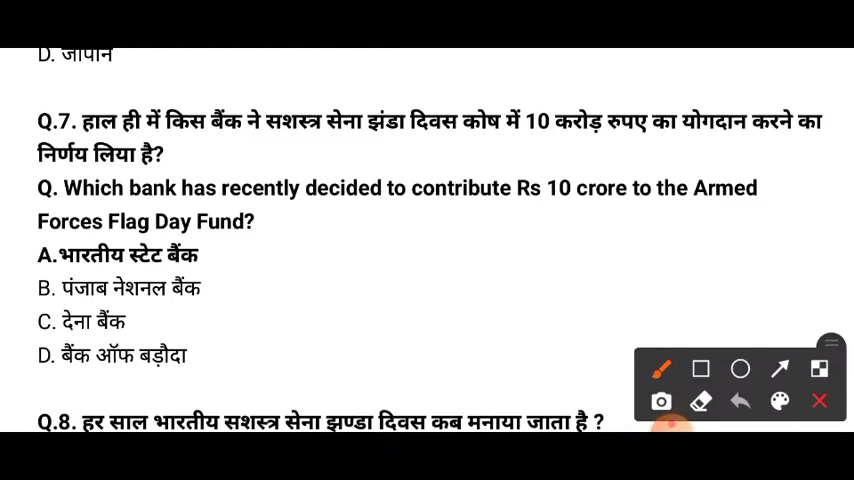 D. जापान
Q.7. हाल ही में किस बैंक ने सशस्त्र सेना झंडा दिवस कोष में 10 करोड़ रुपए का योगदान करने का
निर्णय लिया है?
Q. Which bank has recently decided to contribute Rs 10 crore to the Armed
Forces Flag Day Fund?
A.भारतीय स्टेट बैंक
B. पंजाब नेशनल बैंक
C. देना बैंक
D. बैंक ऑफ बड़ौदा
Q.8. हर साल भारतीय सशस्त्र सेना झण्डा दिवस कब मनाया जाता है ?